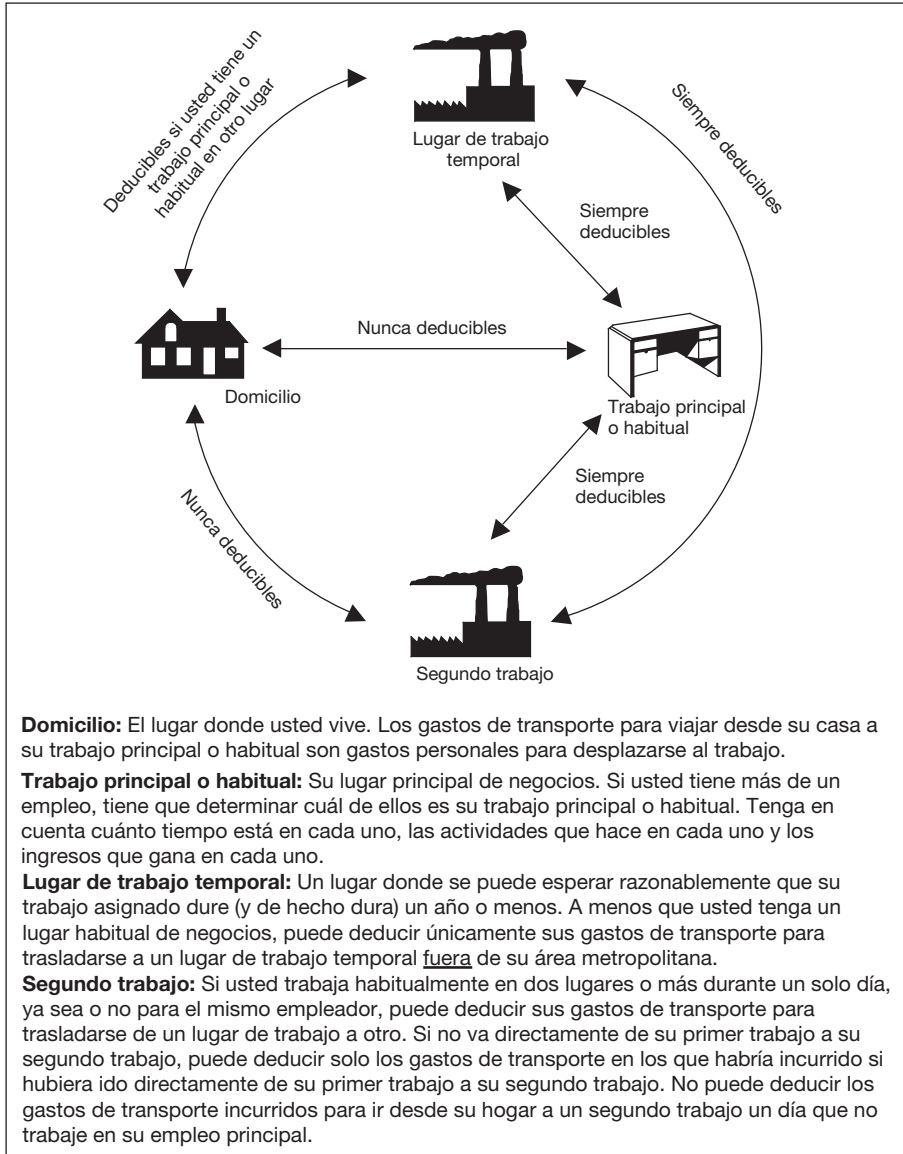 Deducibles si usted tiene un
trabajo principal o
trabajo principal o
habitual en otro lugar
Lugar de trabajo
temporal
Siempre deducibles
Siempre
deducibles
Nunca deducibles
Domicilio
Trabajo principal
o habitual
Siempre
deducibles
Nunca deducibles
Segundo trabajo
Domicilio: El lugar donde usted vive. Los gastos de transporte para viajar desde su casa a
su trabajo principal o habitual son gastos personales para desplazarse al trabajo.
Trabajo principal o habitual: Su lugar principal de negocios. Si usted tiene más de un
empleo, tiene que determinar cuál de ellos es su trabajo principal o habitual. Tenga en
cuenta cuánto tiempo está en cada uno, las actividades que hace en cada uno y los
ingresos que gana en cada uno.
Lugar de trabajo temporal: Un lugar donde se puede esperar razonablemente que su
trabajo asignado dure (y de hecho dura) un año o menos. A menos que usted tenga un
lugar habitual de negocios, puede deducir únicamente sus gastos de transporte para
trasladarse a un lugar de trabajo temporal fuera de su área metropolitana.
Segundo trabajo: Si usted trabaja habitualmente en dos lugares o más durante un solo día,
ya sea o no para el mismo empleador, puede deducir sus gastos de transporte para
trasladarse de un lugar de trabajo a otro. Si no va directamente de su primer trabajo a su
segundo trabajo, puede deducir solo los gastos de transporte en los que habría incurrido si
hubiera ido directamente de su primer trabajo a su segundo trabajo. No puede deducir los
gastos de transporte incurridos para ir desde su hogar a un segundo trabajo un día que no
trabaje en su empleo principal.